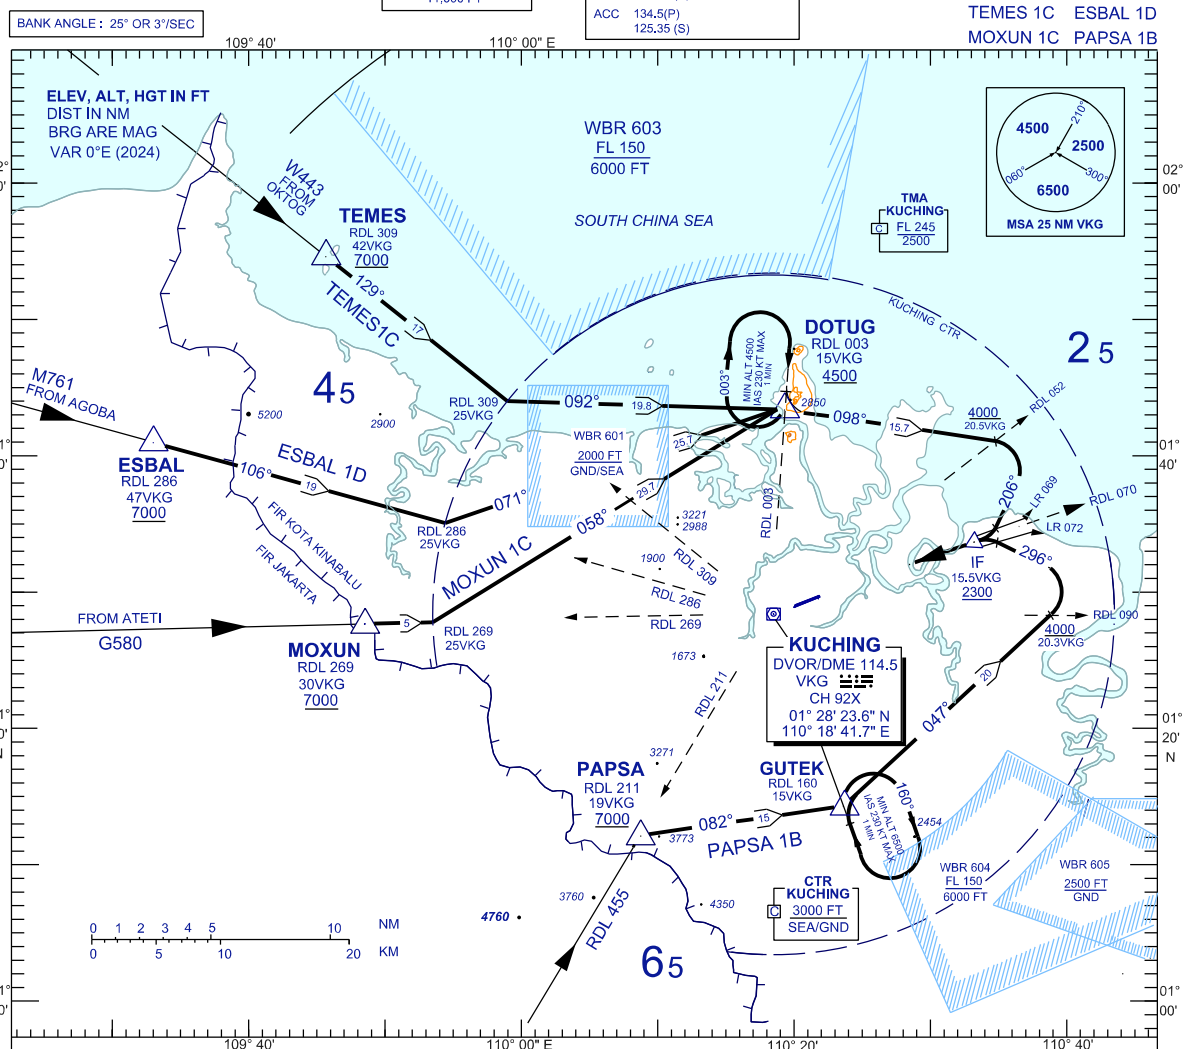 BANK ANGLE : 25° OR 3°/SEC
ACC 134.5(P)
125.35 (S)
TEMES 1C ESBAL 1D
MOXUN 1C PAPSA 1B
109° 40'
110° 00" E
ELEV, ALT, HGT IN FT
DIST IN NM
BRG ARE MAG
VAR 0°E (2024)
W443
FROM
OKTOG
TEMES
RDL 309
42VKG
7000
129°
TEMES1C
17
WBR 603
FL 150
6000 FT
SOUTH CHINA SEA
TMA
KUCHING
C
FL 245
2500
4500
210°
2500
060°
300°
6500
MSA 25 NM VKG
02°
00'
KUCHING CTR
25
45
DOTUG
RDL 003
15VKG
4500
003°
MIN ALT 4500
IAS 230 KT MAX
1 MIN
2850
M761
FROM AGOBA
5200
2900
RDL 309
25VKG
092°
19.8
098°
15.7
4000
20.5VKG
RDL 052
01°
40'
ESBAL
RDL 286
47VKG
7000
106°
ESBAL 1D
19
WBR 601
2000 FT
GND/SEA
25.7
29.7
071°
058°
RDL 286
25VKG
3221
2988
RDL 003
206°
LR 069
RDL 070
LR 072
FIR KOTA KINABALU
FIR JAKARTA
MOXUN 1C
1900
RDL 309
RDL 286
RDL 269
IF
15.5VKG
2300
296°
RDL 090
FROM ATETI
G580
5
RDL 269
25VKG
MOXUN
RDL 269
30VKG
7000
1673
RDL 211
4000
20.3VKG
20
047°
KUCHING
DVOR/DME 114.5
VKG
CH 92X
01° 28' 23.6" N
110° 18' 41.7" E
01°
20'
N
3271
PAPSA
RDL 211
19VKG
7000
GUTEK
RDL 160
15VKG
082°
15
PAPSA 1B
3773
160°
MIN ALT 6500
IAS 230 KT MAX
1 MIN
2454
WBR 604
FL 150
6000 FT
WBR 605
2500 FT
GND
CTR
KUCHING
C
3000 FT
SEA/GND
3760
4760
4350
RDL 455
65
0 1 2 3 4 5 10 NM
0 5 10 20 KM
01°
00'
109° 40'
110° 00" E
110° 20'
110° 40'